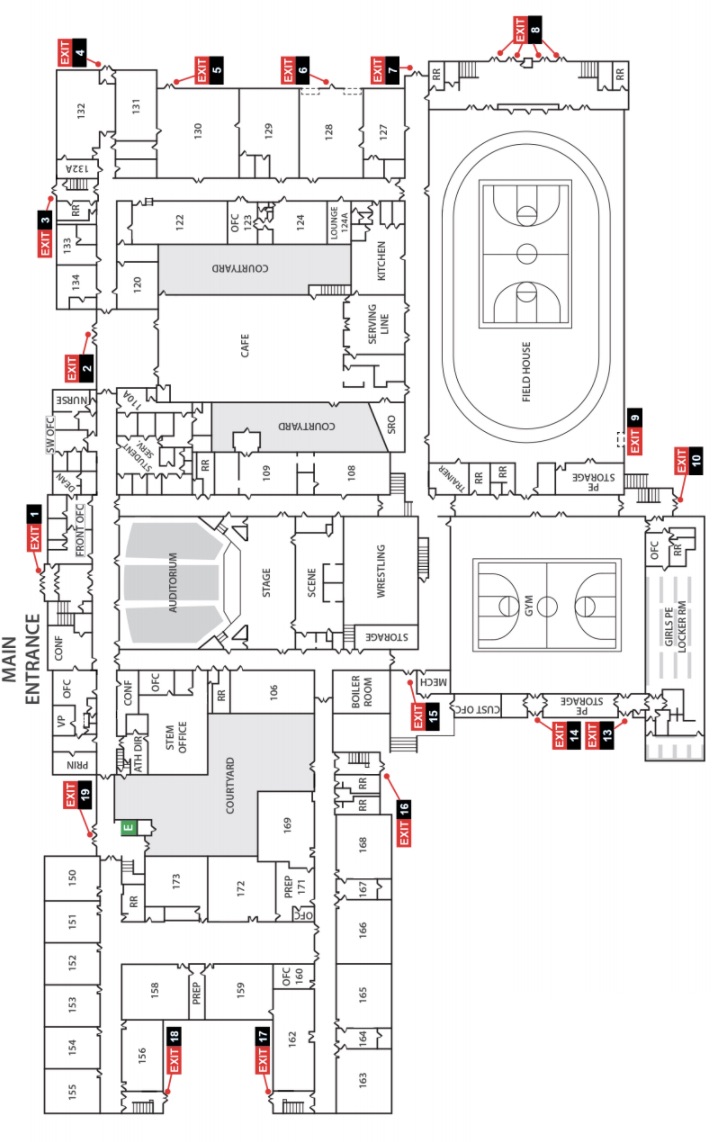 EXIT 4
EXIT 5
EXIT 6
EXIT 7
EXIT 8
132
131
130
129
128
127
RR
RR
132A
EXIT 3
RR
133
134
122
OFC
123
124
LOUNGE
124A
120
COURTYARD
KITCHEN
CAFE
SERVING
LINE
FIELD HOUSE
EXIT 2
NURSE
SW OFC
DEAN
110A
STUDENT
SERV.
RR
COURTYARD
SRO
109
108
TRAINER
RR
RR
PE
STORAGE
EXIT 9
EXIT 10
EXIT 1
FRONT OFC
MAIN
ENTRANCE
CONF
AUDITORIUM
STAGE
SCENE
WRESTLING
STORAGE
GYM
OFC
RR
GIRLS PE
LOCKER RM
OFC
VP
PRIN
CONF
OFC
ATH DIR
STEM
OFFICE
RR
106
BOILER
ROOM
MECH
CUST OFC
PE
STORAGE
EXIT 15
EXIT 14
EXIT 13
COURTYARD
EXIT 19
E
EXIT 16
RR
RR
169
168
150
151
152
153
154
155
RR
173
172
PREP
171
OFC
167
166
158
PREP
159
OFC
160
165
164
156
162
163
EXIT 18
EXIT 17